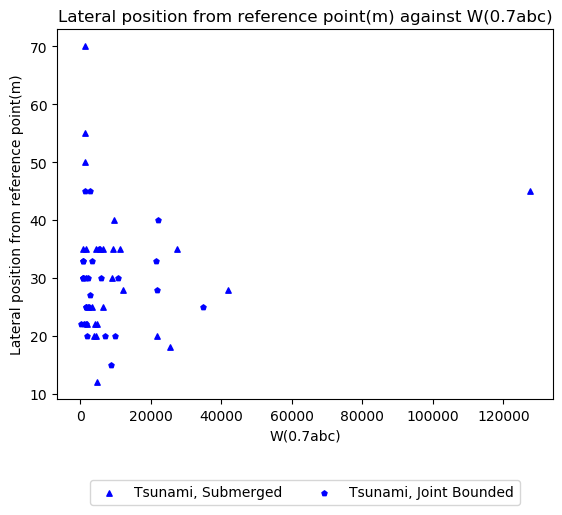 Lateral position from reference point(m) against W(0.7abc)
Lateral position from reference point(m)
70
60
50
40
30
20
10
0 20000 40000 60000 80000 100000 120000
W(0.7abc)
Tsunami, Submerged Tsunami, Joint Bounded